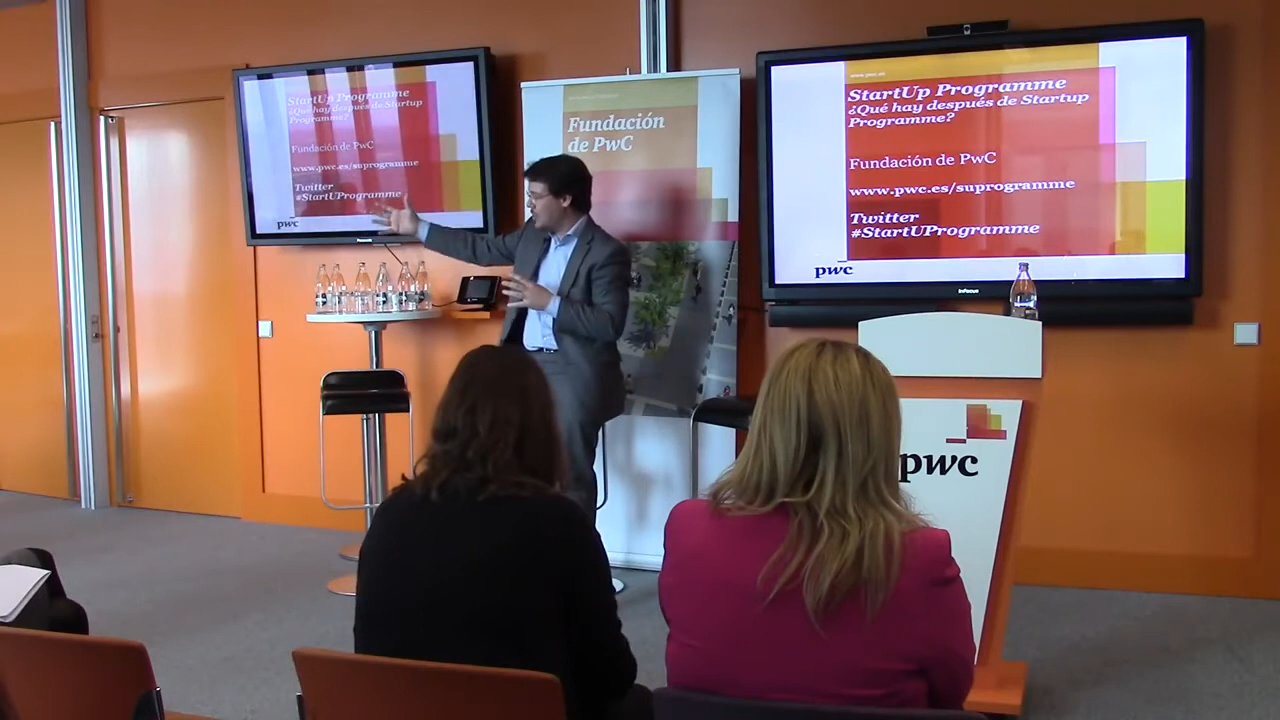 StartUp Programme
¿Qué hay después de Startup
Programme?
Fundación de PwC
www.pwc.es/suprogramme
Twitter
#StartUProgramme
pwc
Panasonic
Fundación
de PwC
www.pwc.es
StartUp Programme
¿Qué hay después de Startup
Programme?
Fundación de PwC
www.pwc.es/suprogramme
Twitter
#StartUProgramme
pwc
InFocus
pwc